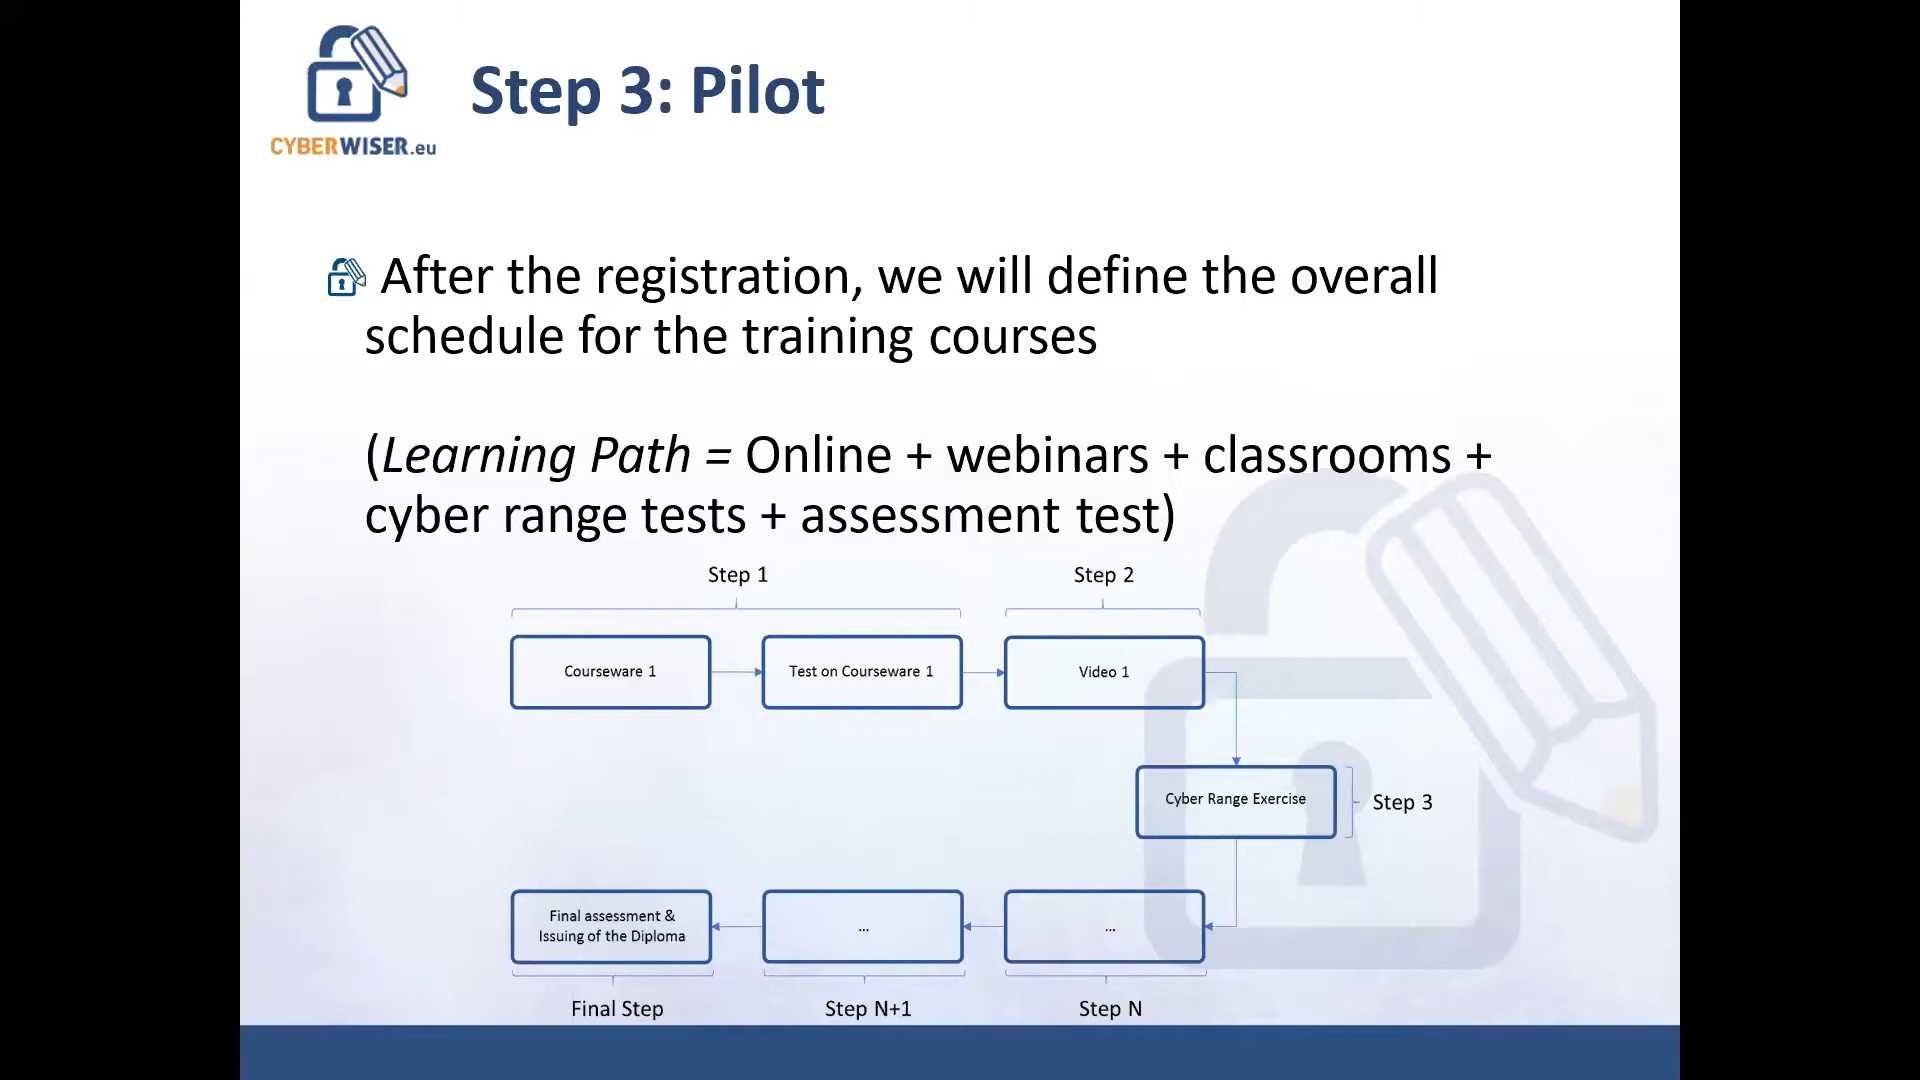 CYBERWISER.eu
Step 3: Pilot
After the registration, we will define the overall
schedule for the training courses
(Learning Path = Online + webinars + classrooms +
cyber range tests + assessment test)
Step 1
Step 2
Courseware 1
Test on Courseware 1
Video 1
Cyber Range Exercise
Step 3
Final assessment &
Issuing of the Diploma
...
...
Final Step
Step N+1
Step N